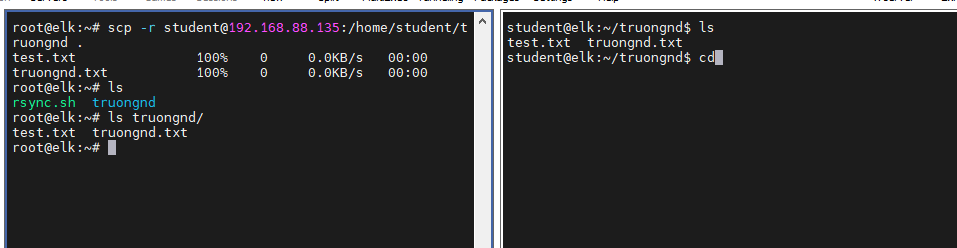 root@elk:~# scp -r student@192.168.88.135:/home/student/t
ruongnd .
test.txt 100% 0 0.0KB/s 00:00
truongnd.txt 100% 0 0.0KB/s 00:00
root@elk:~# ls
rsync.sh truongnd
root@elk:~# ls truongnd/
test.txt truongnd.txt
root@elk:~#
student@elk:~/truongnd$ ls
test.txt truongnd.txt
student@elk:~/truongnd$ cd